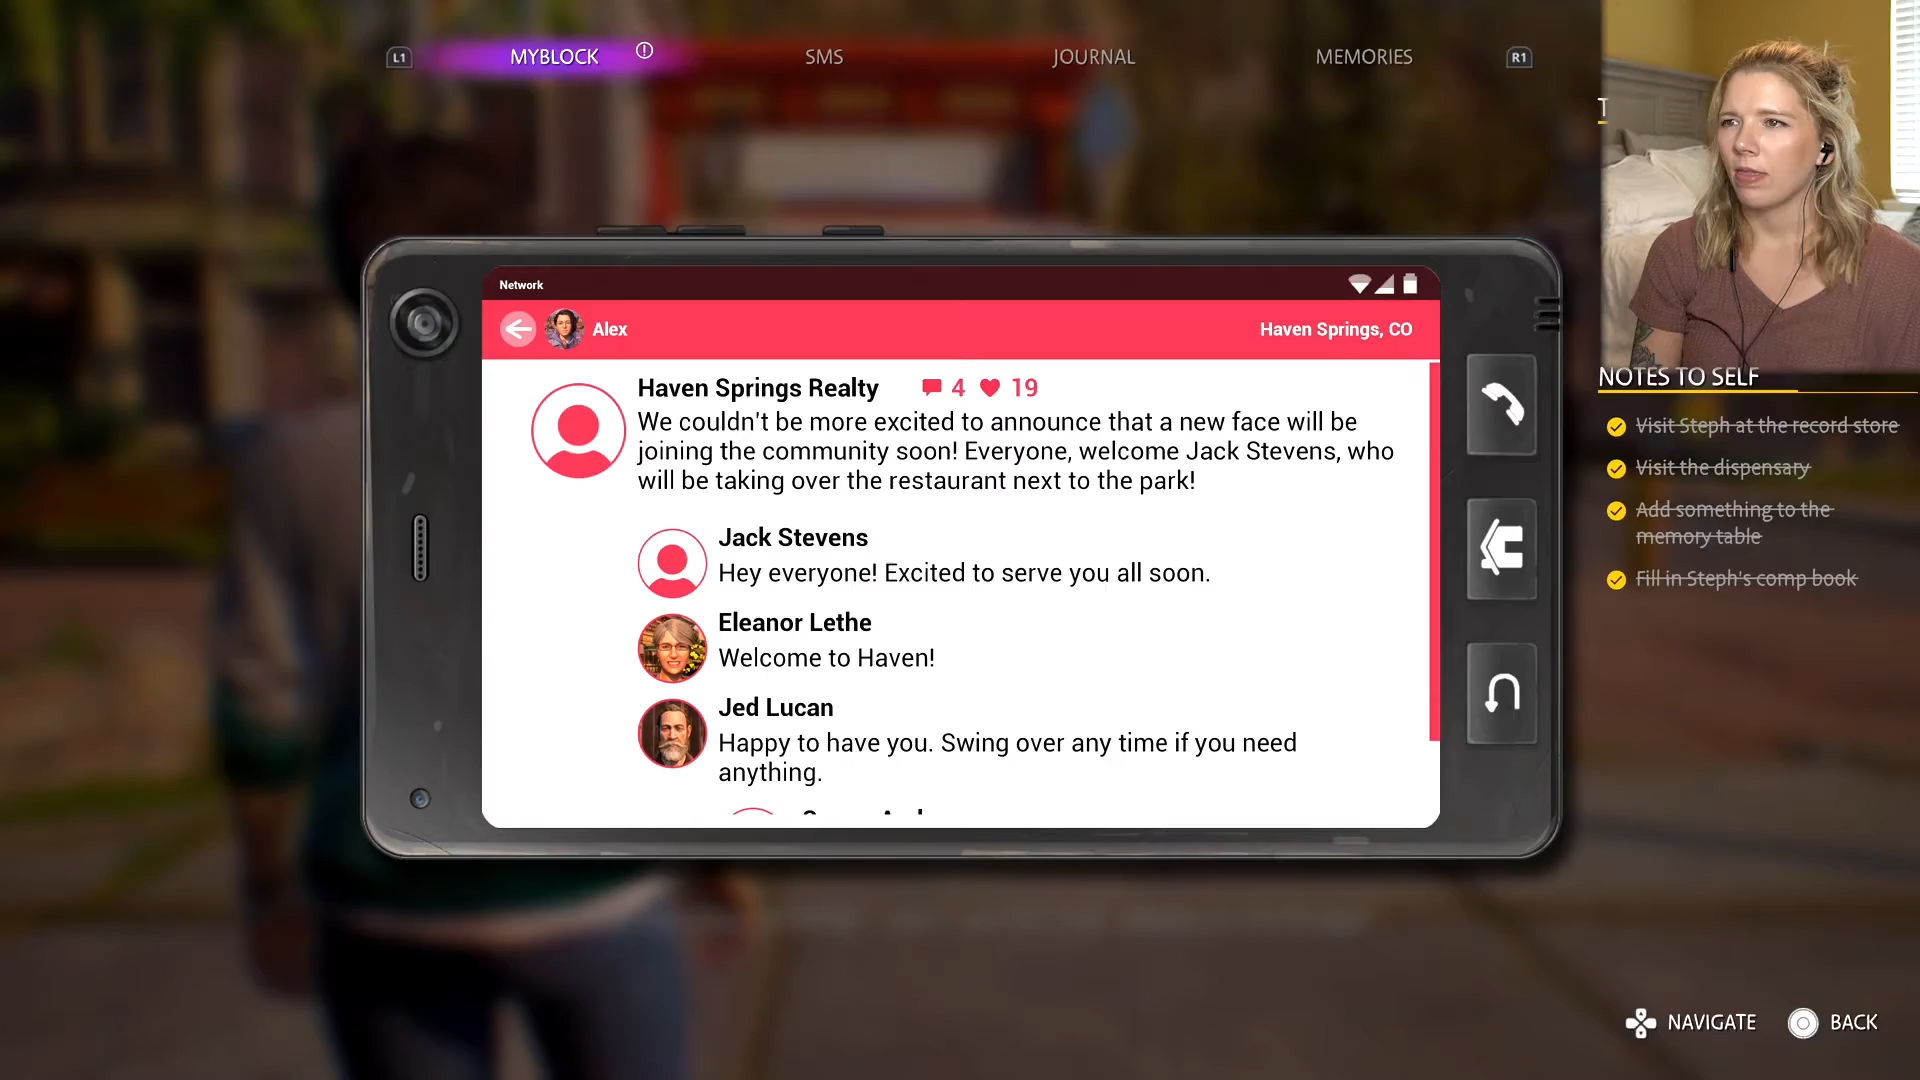 L1
MYBLOCK
SMS
JOURNAL
MEMORIES
R1
T
Network
Alex
Haven Springs, CO
Haven Springs Realty 4 19
We couldn't be more excited to announce that a new face will be
joining the community soon! Everyone, welcome Jack Stevens, who
will be taking over the restaurant next to the park!
Jack Stevens
Hey everyone! Excited to serve you all soon.
Eleanor Lethe
Welcome to Haven!
Jed Lucan
Happy to have you. Swing over any time if you need
anything.
NOTES TO SELF
Visit Steph at the record store
Visit the dispensary
Add something to the
memory table
Fill in Steph's comp book
NAVIGATE
BACK